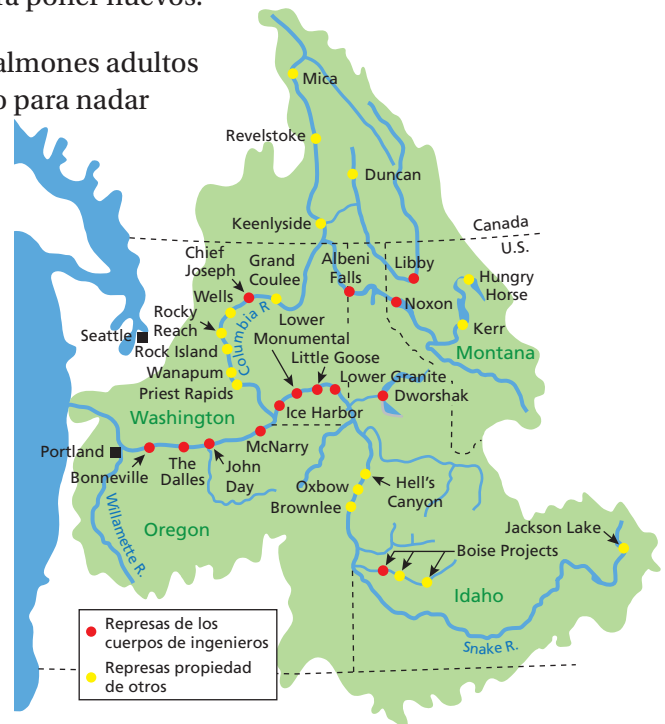 ra poner nuevos.
almones adultos
o para nadar
Mica
Revelstoke
Duncan
Keenlyside
Canada
U.S.
Chief
Joseph
Grand
Coulee
Albeni
Falls
Libby
Hungry
Horse
Wells
Noxon
Rocky
Reach
Columbia R
Lower
Monumental
Kerr
Seattle
Rock Island
Little Goose
Montana
Wanapum
Lower Granite
Priest Rapids
Dworshak
Washington
Ice Harbor
Portland
McNarry
Bonneville
The
Dalles
John
Day
Hell's
Canyon
Oxbow
Brownlee
Willamette R.
Oregon
Jackson Lake
Boise Projects
Idaho
Snake R.
Represas de los
cuerpos de ingenieros
Represas propiedad
de otros